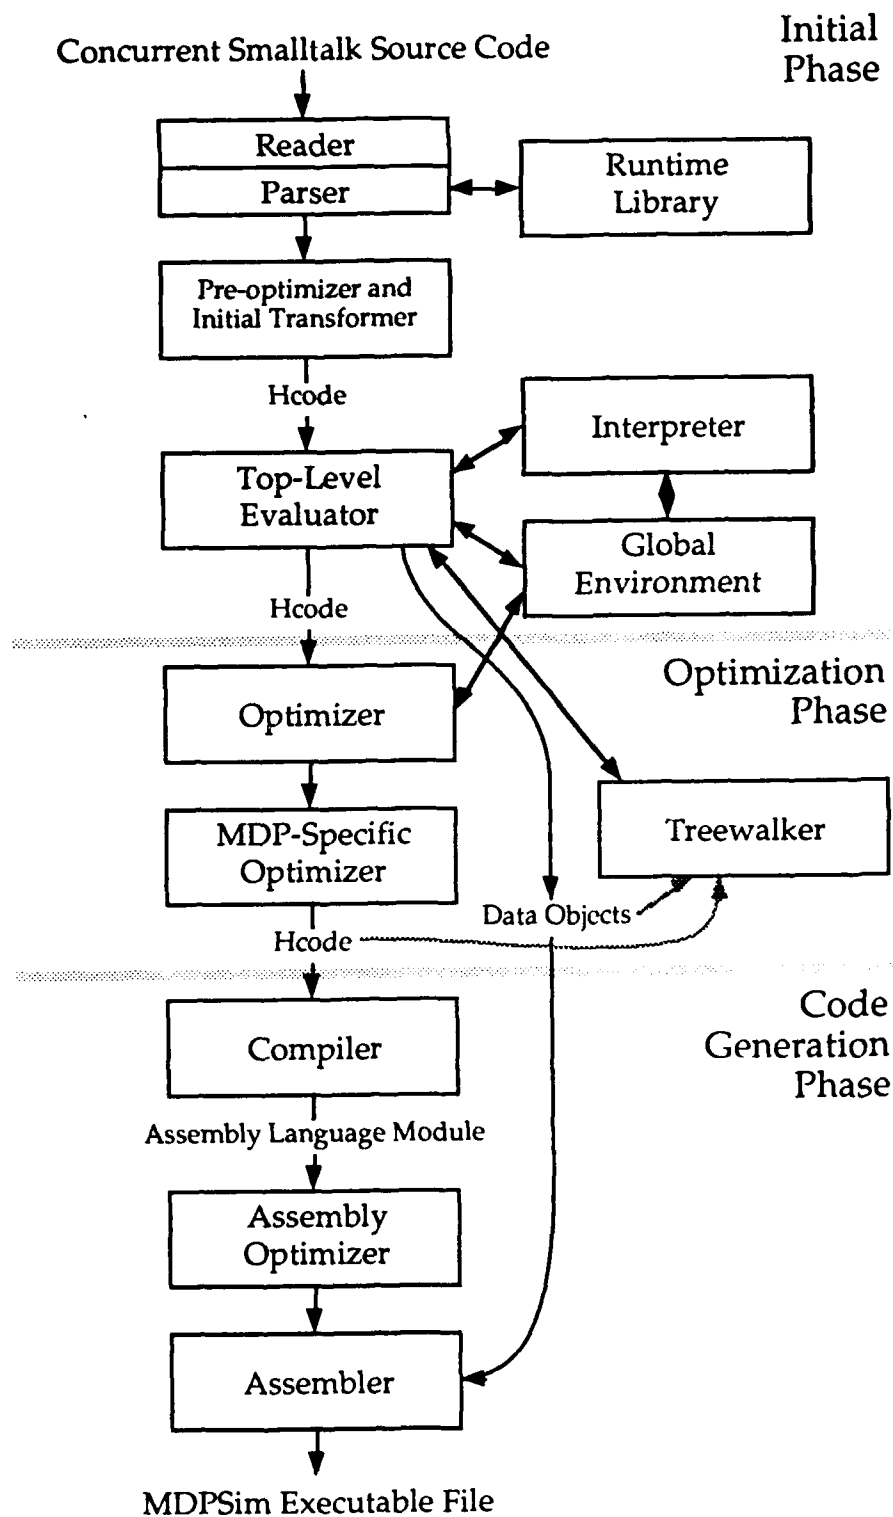 Initial
Phase
Concurrent Smalltalk Source Code
Reader
Parser
Runtime
Library
Pre-optimizer and
Initial Transformer
Hcode
Interpreter
Top-Level
Evaluator
Global
Environment
Hcode
Optimization
Phase
Optimizer
MDP-Specific
Optimizer
Treewalker
Data Objects
Hcode
Code
Generation
Phase
Compiler
Assembly Language Module
Assembly
Optimizer
Assembler
MDPSim Executable File